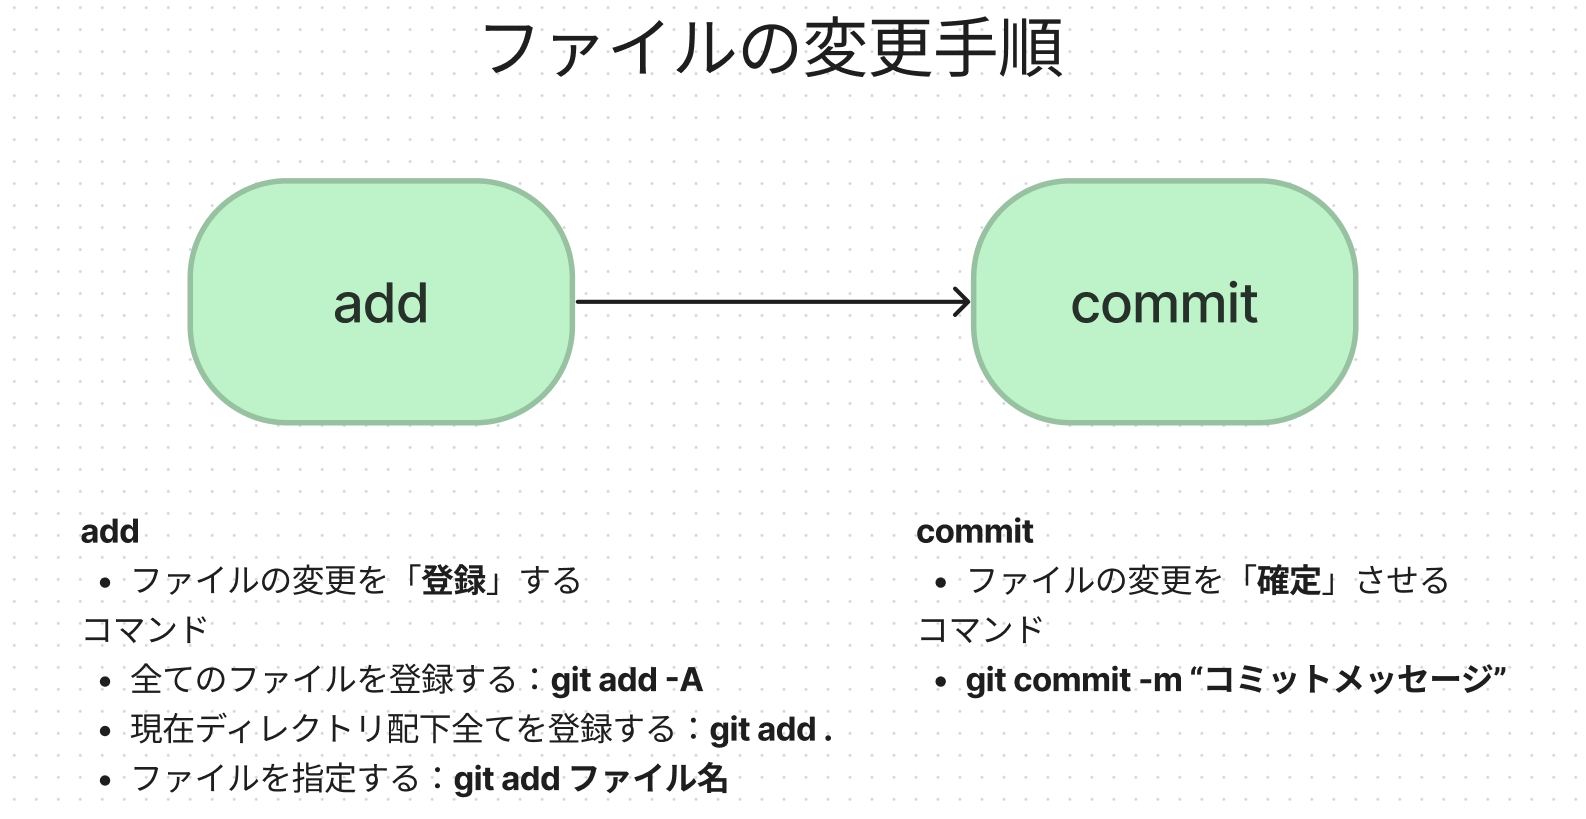 ファイルの変更手順
add
commit
add
• ファイルの変更を「登録」する
コマンド
• 全てのファイルを登録する：git add -A
• 現在ディレクトリ配下全てを登録する：git add .
• ファイルを指定する：git add ファイル名
commit
• ファイルの変更を「確定」させる
コマンド
• git commit -m “コミットメッセージ”